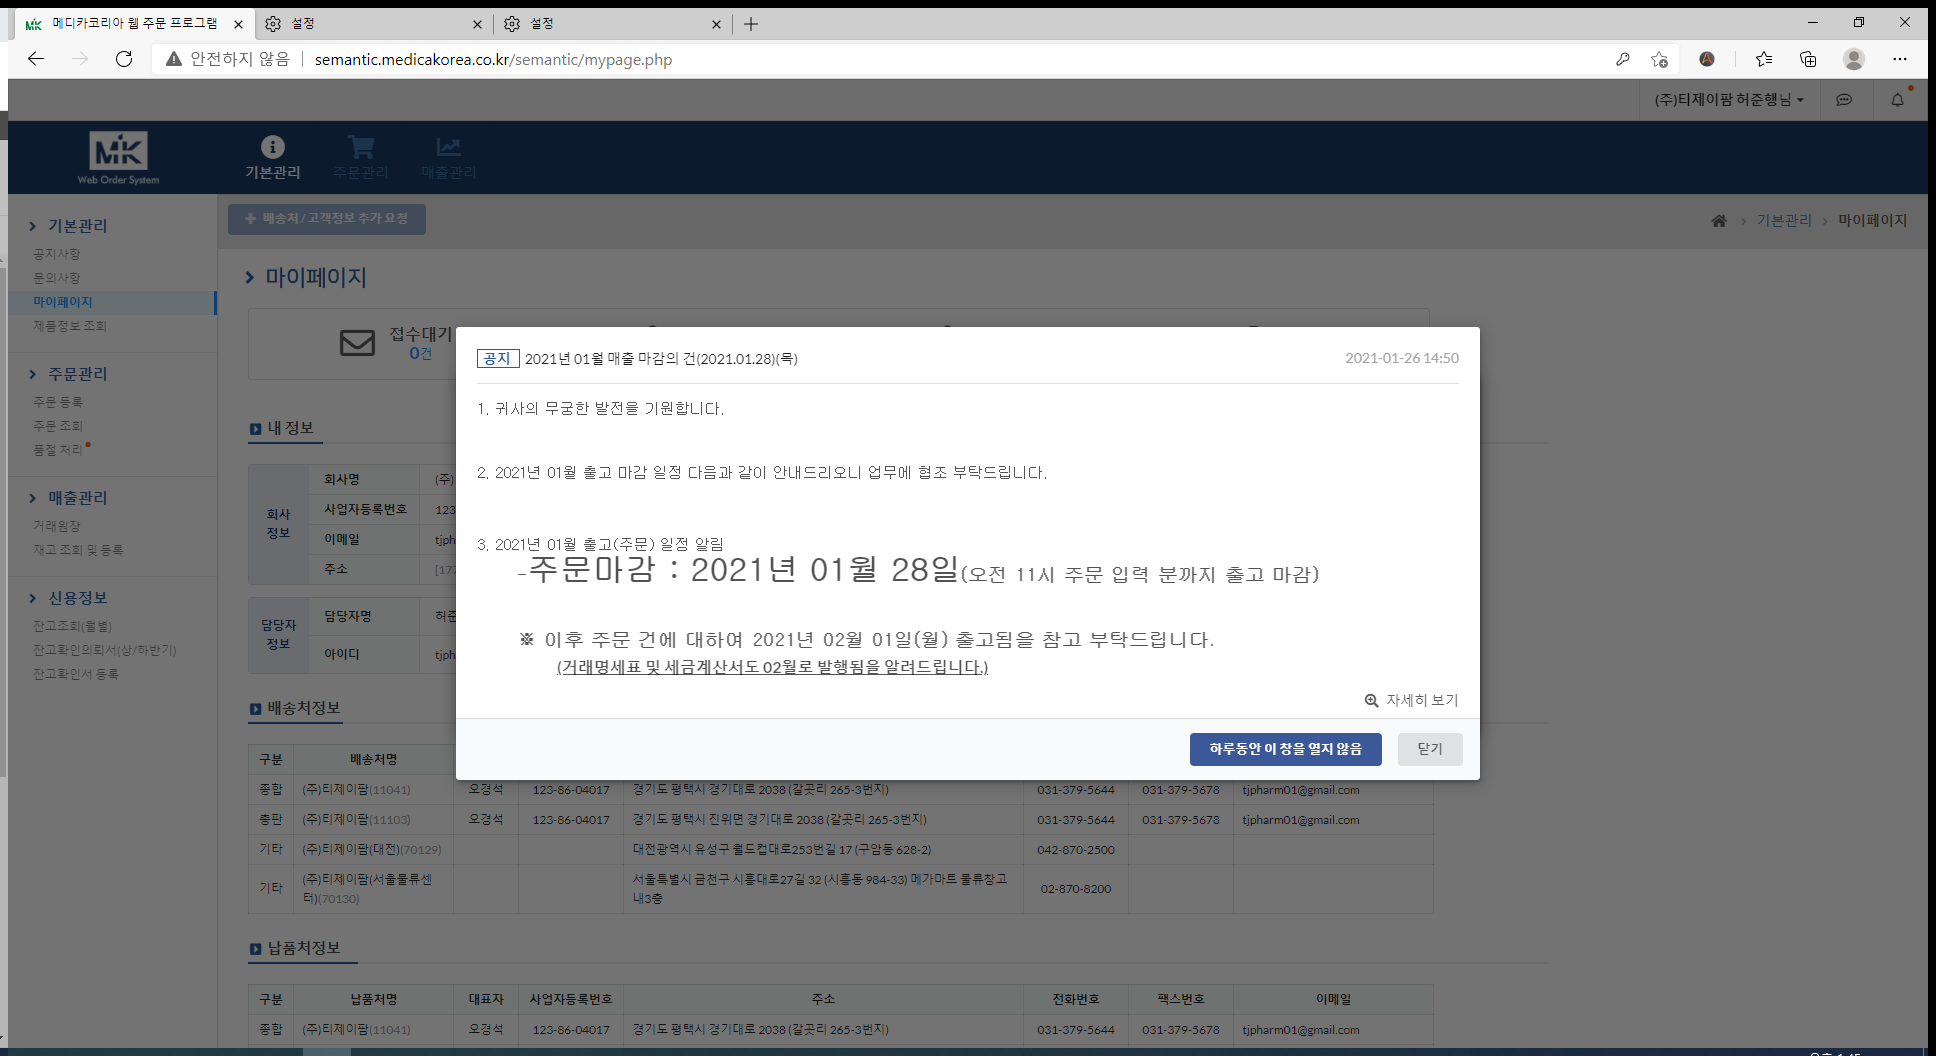 메디카코리아 웹 주문 프로그램
설정
설정
안전하지 않음
semantic.medicakorea.co.kr/semantic/mypage.php
(주)티제이팜 허준행님
MK
Web Order System
기본관리
주문관리
매출관리
기본관리
공지사항
문의사항
마이페이지
제품정보 조회
주문관리
주문 등록
주문 조회
품절 처리
매출관리
거래원장
재고 조회 및 등록
신용정보
잔고조회(월별)
잔고확인의뢰서(상/하반기)
잔고확인서 등록
+ 배송처/고객정보 추가 요청
기본관리 > 마이페이지
마이페이지
접수대기
0건
공지 2021년 01월 매출 마감의 건(2021.01.28)(목) 2021-01-26 14:50
1. 귀사의 무궁한 발전을 기원합니다.
2. 2021년 01월 출고 마감 일정 다음과 같이 안내드리오니 업무에 협조 부탁드립니다.
3. 2021년 01월 출고(주문) 일정 알림
-주문마감 : 2021년 01월 28일(오전 11시 주문 입력 분까지 출고 마감)
※ 이후 주문 건에 대하여 2021년 02월 01일(월) 출고됨을 참고 부탁드립니다.
(거래명세표 및 세금계산서도 02월로 발행됨을 알려드립니다.)
자세히 보기
하루동안 이 창을 열지 않음
닫기
내 정보
회사 정보
회사명 (주)
사업자등록번호 123
이메일 tjph
주소 [177
담당자 정보
담당자명 허준
아이디 tjph
배송처정보
구분 배송처명
종합 (주)티제이팜(11041) 오경석 123-86-04017 경기도 평택시 경기대로 2038 (갈곶리 265-3번지) 031-379-5644 031-379-5678 tjpharm01@gmail.com
총판 (주)티제이팜(11103) 오경석 123-86-04017 경기도 평택시 진위면 경기대로 2038 (갈곶리 265-3번지) 031-379-5644 031-379-5678 tjpharm01@gmail.com
기타 (주)티제이팜(대전)(70129) 대전광역시 유성구 월드컵대로253번길 17 (구암동 628-2) 042-870-2500
기타 (주)티제이팜(서울물류센터)(70130) 서울특별시 금천구 시흥대로27길 32 (시흥동 984-33) 메가마트 물류창고 내3층 02-870-8200
납품처정보
구분 납품처명 대표자 사업자등록번호 주소 전화번호 팩스번호 이메일
종합 (주)티제이팜(11041) 오경석 123-86-04017 경기도 평택시 경기대로 2038 (갈곶리 265-3번지) 031-379-5644 031-379-5678 tjpharm01@gmail.com